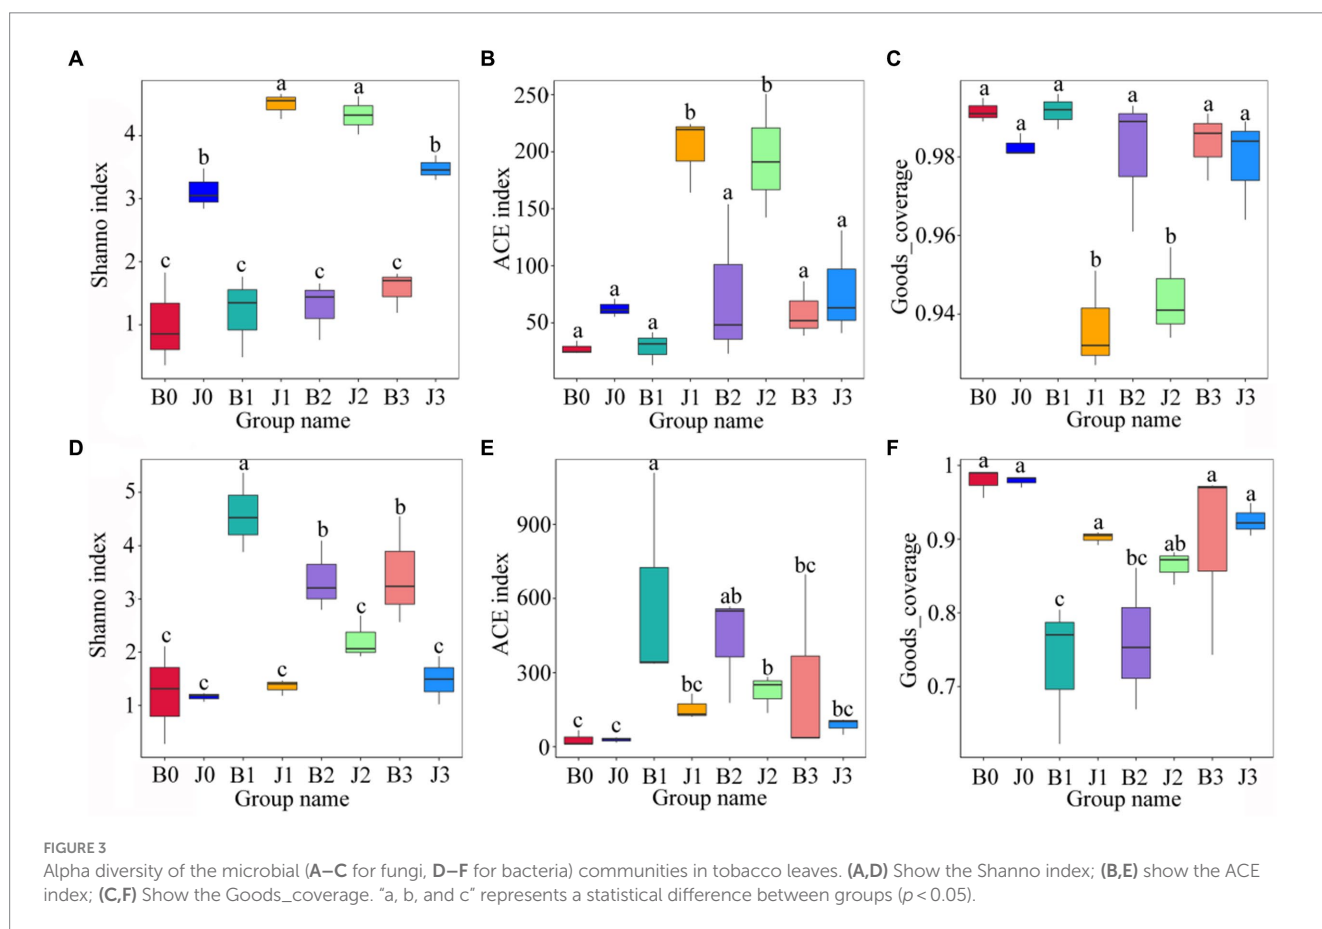 A
Shanno index
4
3
2
1
c b c a c a c b
B0 J0 B1 J1 B2 J2 B3 J3
Group name
B
ACE index
250
200
150
100
50
a a a b a b a a
B0 J0 B1 J1 B2 J2 B3 J3
Group name
C
Goods_coverage
0.98
0.96
0.94
a a a b a b a a
B0 J0 B1 J1 B2 J2 B3 J3
Group name
D
Shanno index
5
4
3
2
1
c c a c b c b c
B0 J0 B1 J1 B2 J2 B3 J3
Group name
E
ACE index
900
600
300
0
c c a bc ab b bc bc
B0 J0 B1 J1 B2 J2 B3 J3
Group name
F
Goods_coverage
1
0.9
0.8
0.7
a a c a bc ab a a
B0 J0 B1 J1 B2 J2 B3 J3
Group name
FIGURE 3
Alpha diversity of the microbial (A–C for fungi, D–F for bacteria) communities in tobacco leaves. (A,D) Show the Shanno index; (B,E) show the ACE
index; (C,F) Show the Goods_coverage. “a, b, and c” represents a statistical difference between groups (p < 0.05).